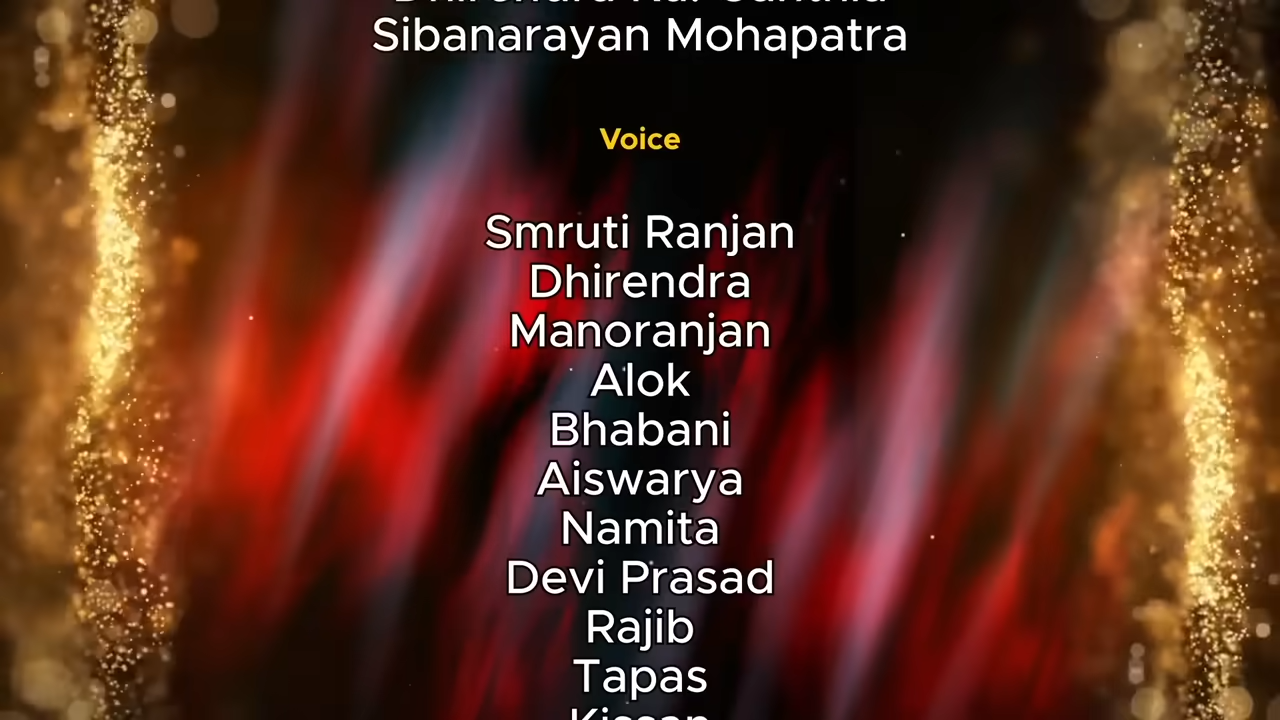 Sibanarayan Mohapatra
Voice
Smruti Ranjan
Dhirendra
Manoranjan
Alok
Bhabani
Aiswarya
Namita
Devi Prasad
Rajib
Tapas